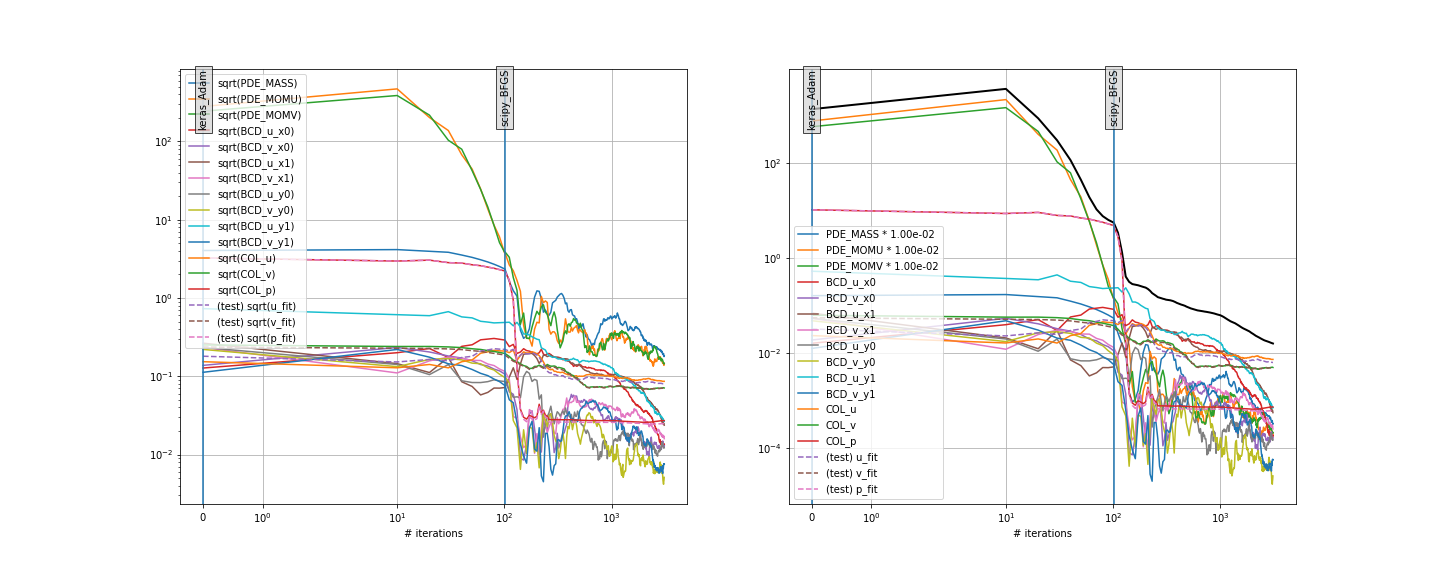 keras_Adam
scipy_BFGS
sqrt(PDE_MASS)
sqrt(PDE_MOMU)
sqrt(PDE_MOMV)
sqrt(BCD_u_x0)
sqrt(BCD_v_x0)
sqrt(BCD_u_x1)
sqrt(BCD_v_x1)
sqrt(BCD_u_y0)
sqrt(BCD_v_y0)
sqrt(BCD_u_y1)
sqrt(BCD_v_y1)
sqrt(COL_u)
sqrt(COL_v)
sqrt(COL_p)
(test) sqrt(u_fit)
(test) sqrt(v_fit)
(test) sqrt(p_fit)
10²
10¹
10⁰
10⁻¹
10⁻²
0 10⁰ 10¹ 10² 10³
# iterations
keras_Adam
scipy_BFGS
PDE_MASS * 1.00e-02
PDE_MOMU * 1.00e-02
PDE_MOMV * 1.00e-02
BCD_u_x0
BCD_v_x0
BCD_u_x1
BCD_v_x1
BCD_u_y0
BCD_v_y0
BCD_u_y1
BCD_v_y1
COL_u
COL_v
COL_p
(test) u_fit
(test) v_fit
(test) p_fit
10²
10⁰
10⁻²
10⁻⁴
0 10⁰ 10¹ 10² 10³
# iterations